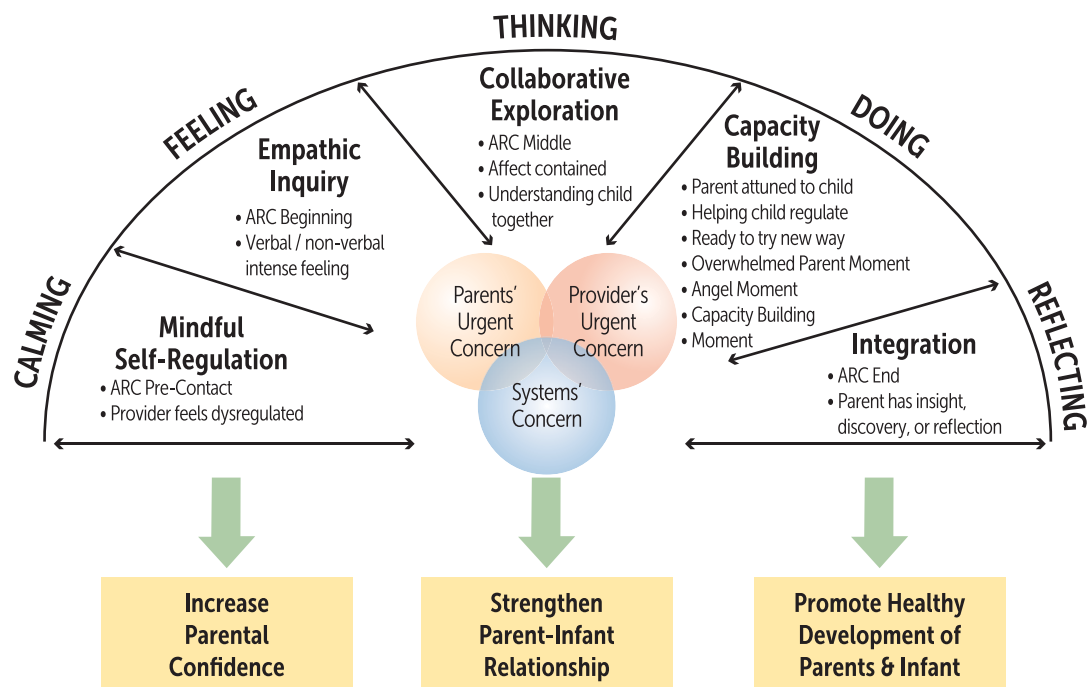 CALMING
FEELING
THINKING
DOING
REFLECTING
Mindful
Self-Regulation
• ARC Pre-Contact
• Provider feels dysregulated
Empathic
Inquiry
• ARC Beginning
• Verbal / non-verbal
intense feeling
Collaborative
Exploration
• ARC Middle
• Affect contained
• Understanding child
together
Capacity
Building
• Parent attuned to child
• Helping child regulate
• Ready to try new way
• Overwhelmed Parent Moment
• Angel Moment
• Capacity Building
• Moment
Integration
• ARC End
• Parent has insight,
discovery, or reflection
Parents'
Urgent
Concern
Provider's
Urgent
Concern
Systems'
Concern
Increase
Parental
Confidence
Strengthen
Parent-Infant
Relationship
Promote Healthy
Development of
Parents & Infant